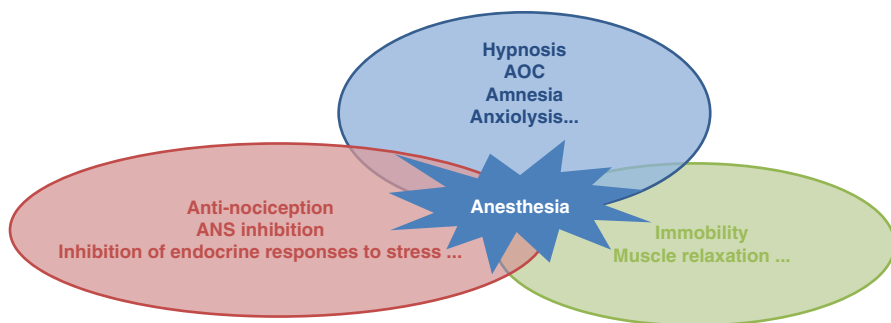 Hypnosis
AOC
Amnesia
Anxiolysis...
Anesthesia
Anti-nociception
ANS inhibition
Inhibition of endocrine responses to stress ...
Immobility
Muscle relaxation ...